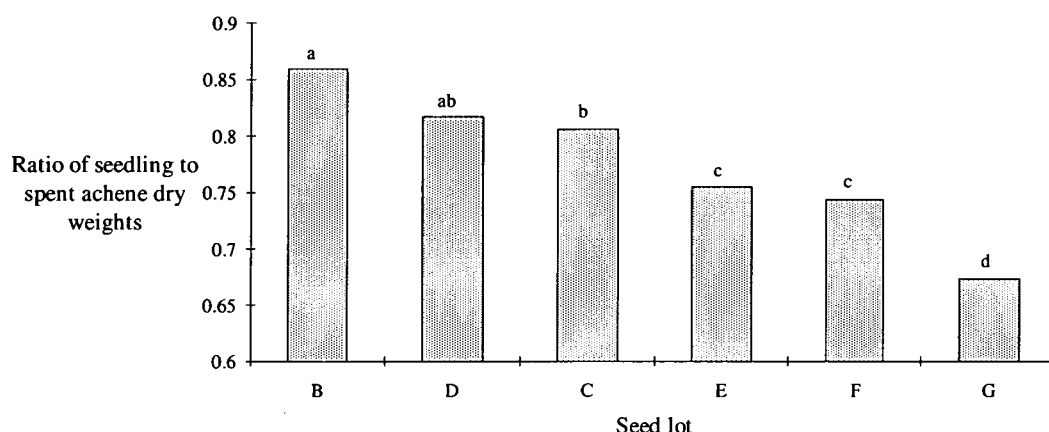 0.9
0.85
0.8
0.75
0.7
0.65
0.6
Ratio of seedling to
spent achene dry
weights
a
ab
b
c
c
d
B D C E F G
Seed lot